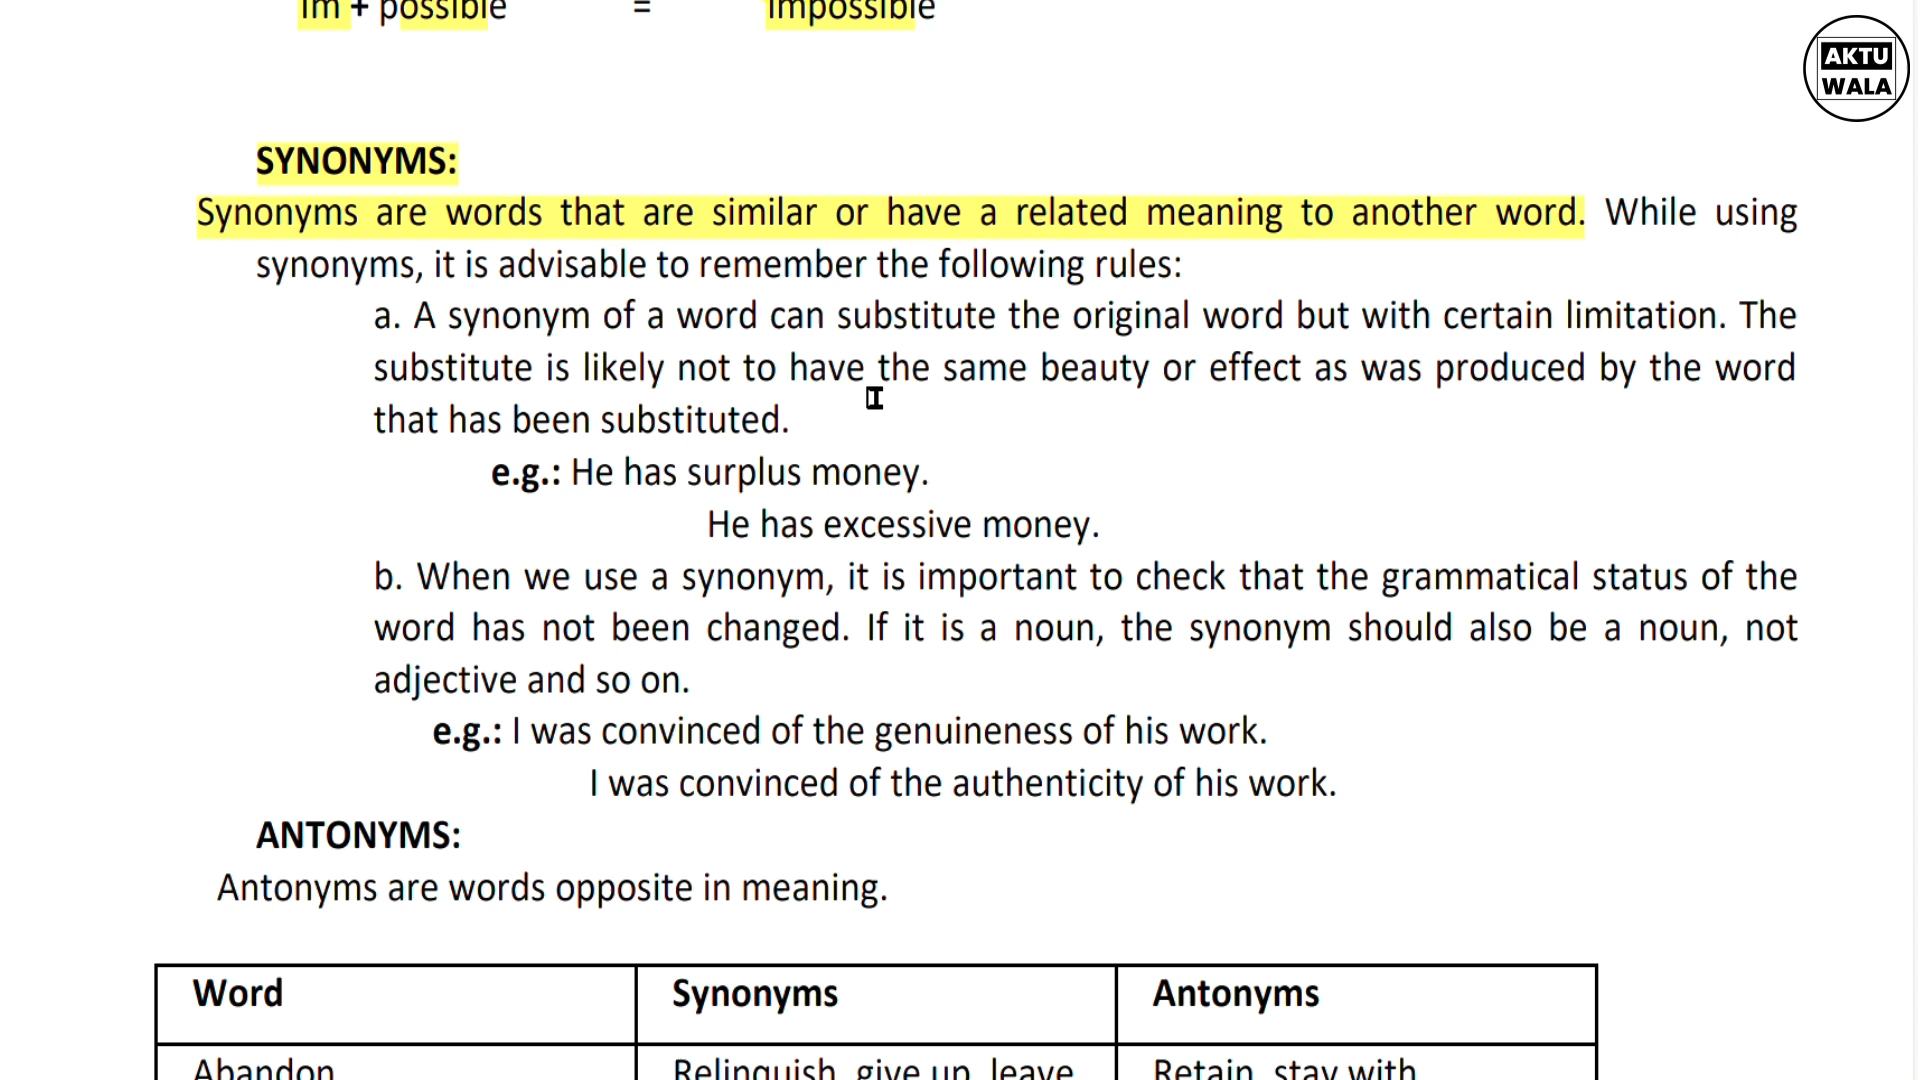 im + possible = impossible
AKTU
WALA
SYNONYMS:
Synonyms are words that are similar or have a related meaning to another word. While using
synonyms, it is advisable to remember the following rules:
a. A synonym of a word can substitute the original word but with certain limitation. The
substitute is likely not to have the same beauty or effect as was produced by the word
that has been substituted.
e.g.: He has surplus money.
He has excessive money.
b. When we use a synonym, it is important to check that the grammatical status of the
word has not been changed. If it is a noun, the synonym should also be a noun, not
adjective and so on.
e.g.: I was convinced of the genuineness of his work.
I was convinced of the authenticity of his work.
ANTONYMS:
Antonyms are words opposite in meaning.
Word Synonyms Antonyms
Abandon Relinquish, give up, leave Retain, stay with